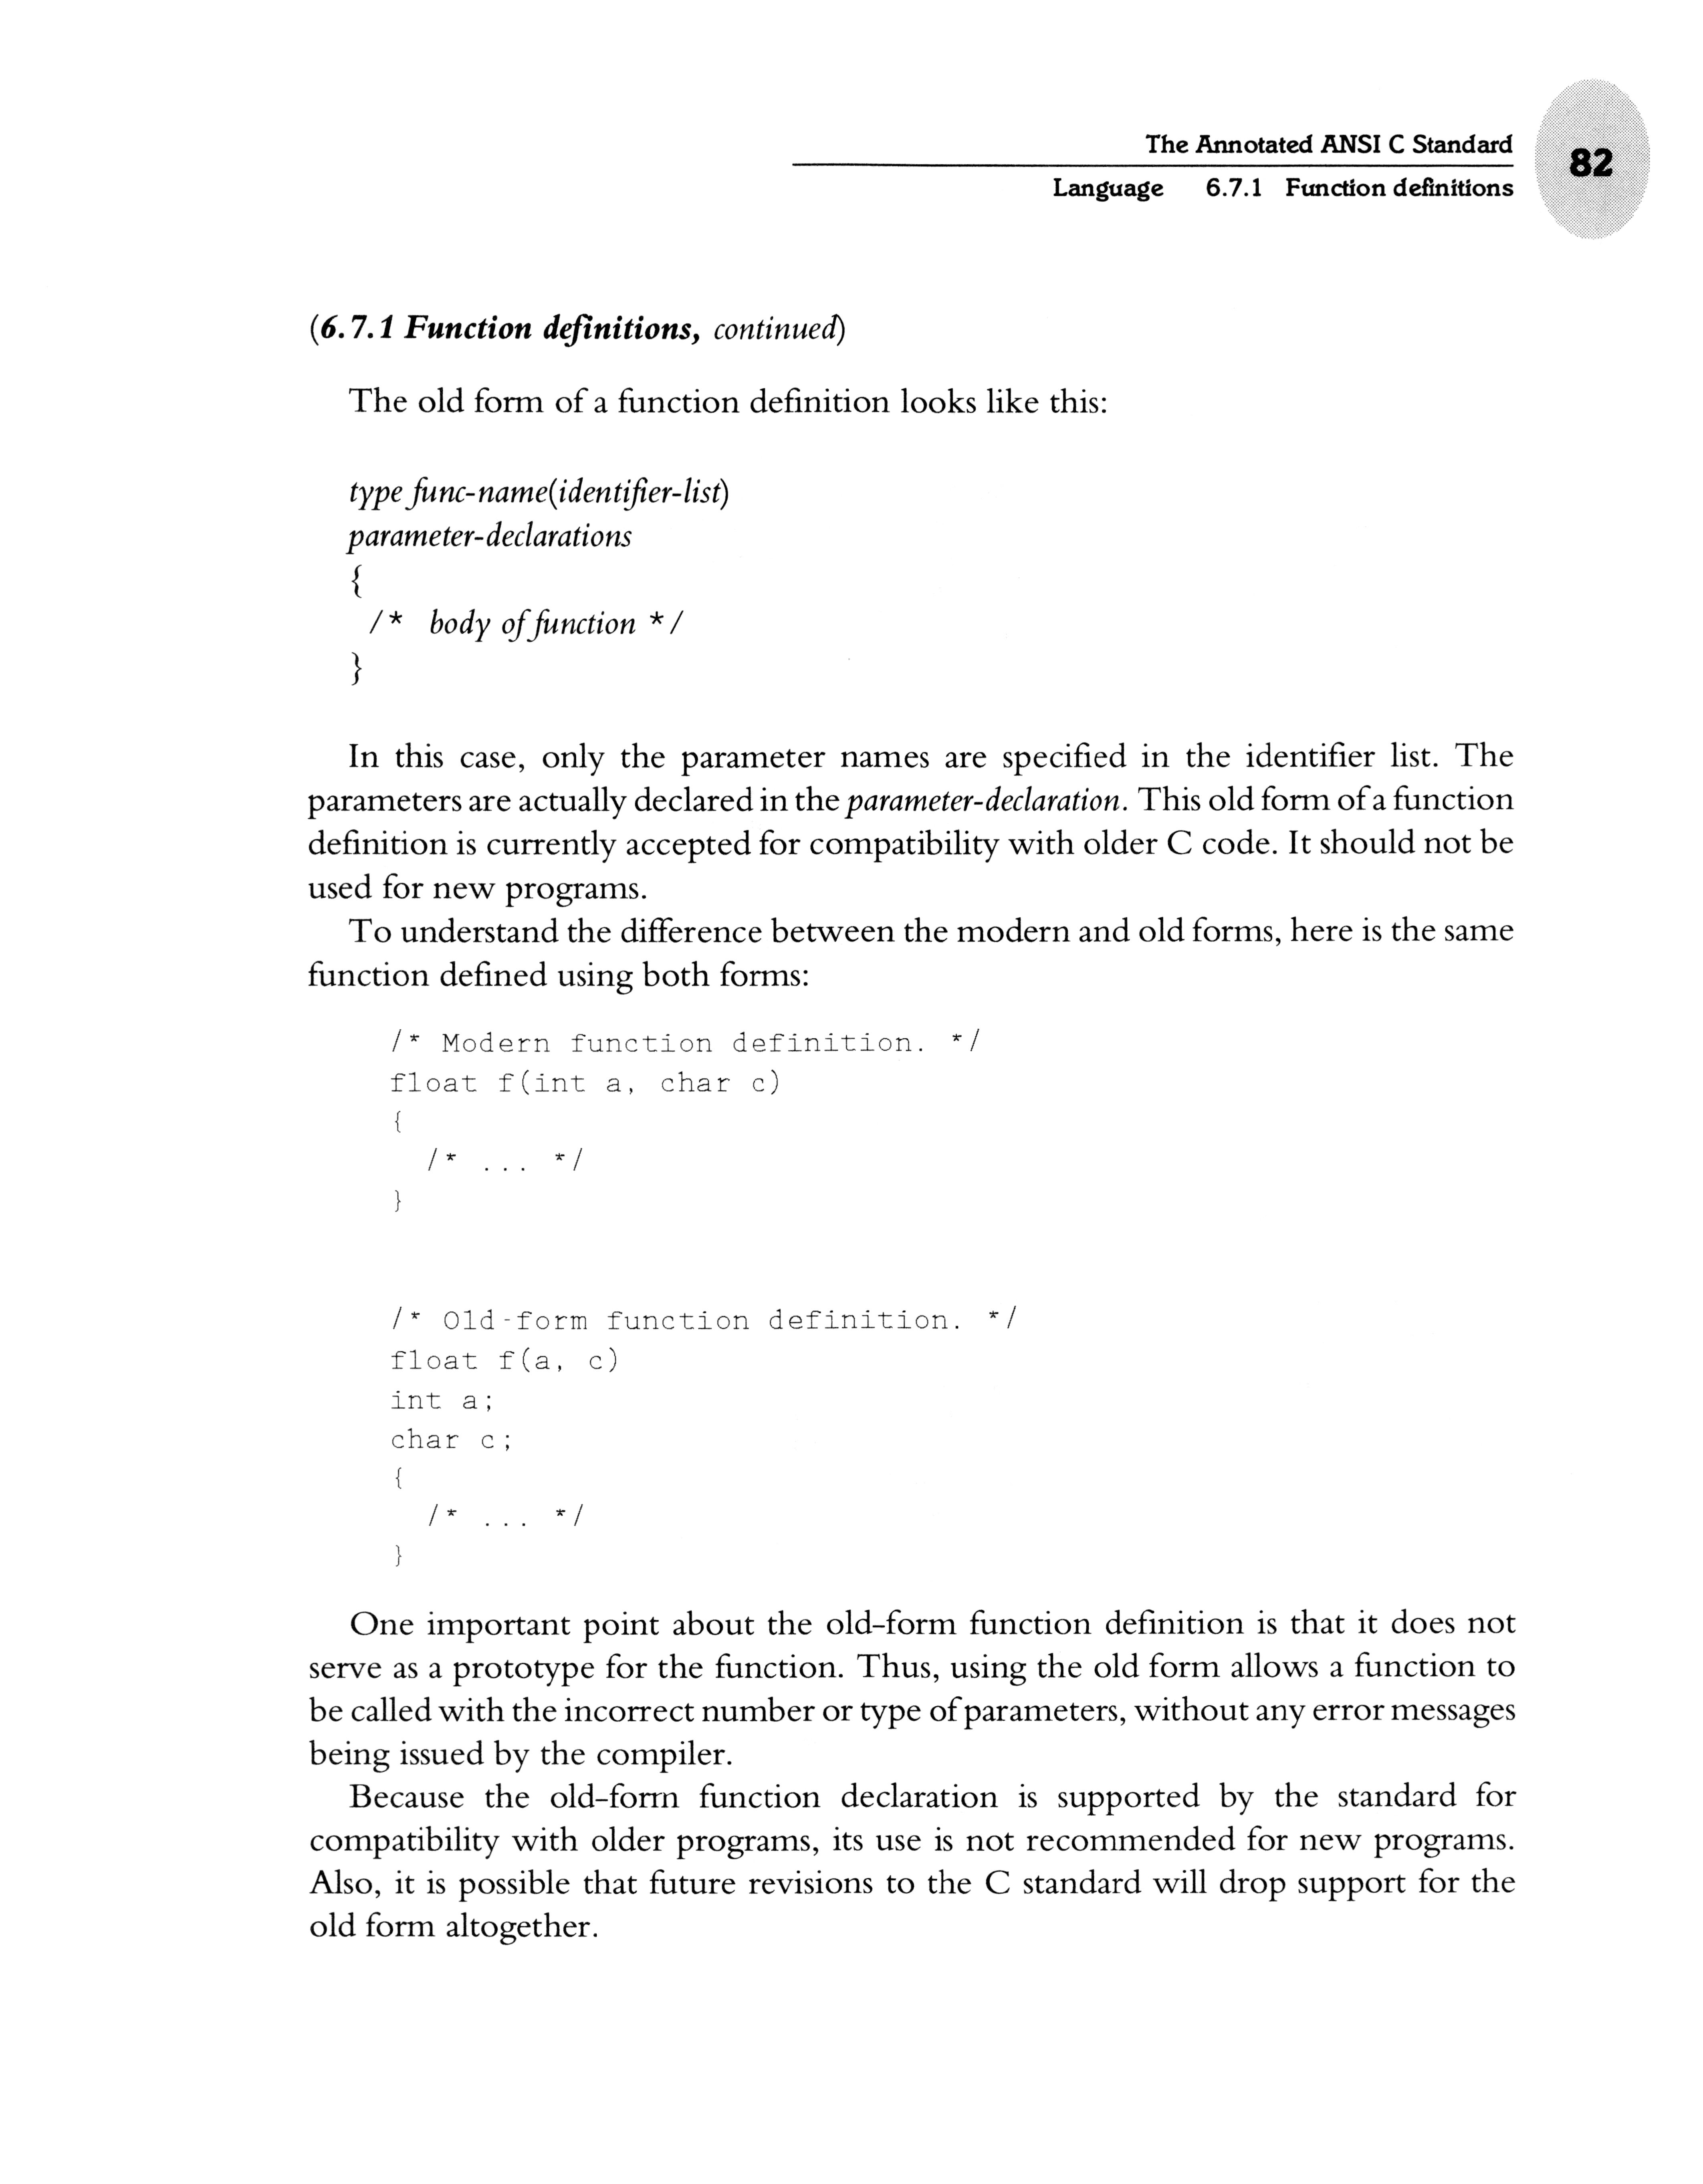 The Annotated ANSI C Standard
82
Language 6.7.1 Function definitions
(6.7.1 Function definitions, continued)
The old form of a function definition looks like this:
type func-name(identifier-list)
parameter-declarations
{
/* body of function */
}
In this case, only the parameter names are specified in the identifier list. The
parameters are actually declared in the parameter-declaration. This old form of a function
definition is currently accepted for compatibility with older C code. It should not be
used for new programs.
To understand the difference between the modern and old forms, here is the same
function defined using both forms:
/* Modern function definition. */
float f(int a, char c)
{
/* ... */
}
/* Old-form function definition. */
float f(a, c)
int a;
char c;
{
/* ... */
}
One important point about the old-form function definition is that it does not
serve as a prototype for the function. Thus, using the old form allows a function to
be called with the incorrect number or type of parameters, without any error messages
being issued by the compiler.
Because the old-form function declaration is supported by the standard for
compatibility with older programs, its use is not recommended for new programs.
Also, it is possible that future revisions to the C standard will drop support for the
old form altogether.